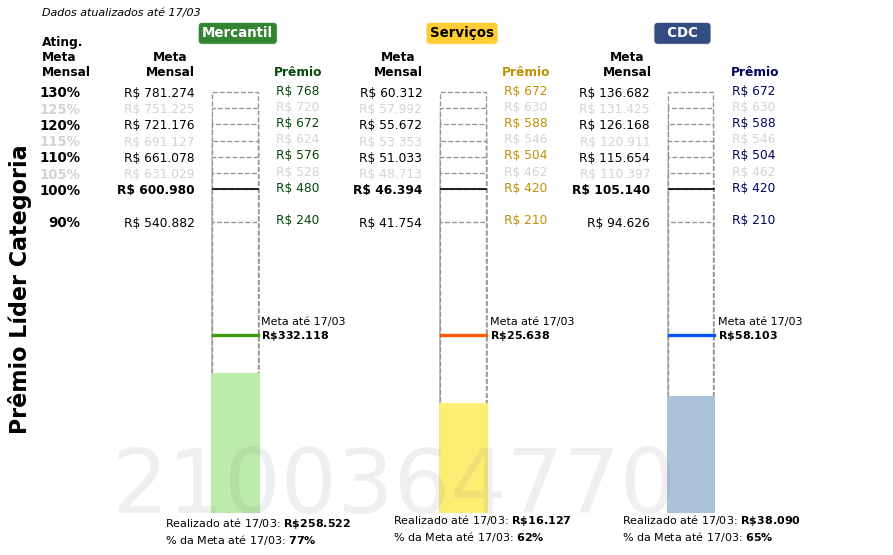 Dados atualizados até 17/03
Mercantil Serviços CDC
Ating. Meta Mensal Meta Mensal Prêmio Meta Mensal Prêmio Meta Mensal Prêmio
130% R$ 781.274 R$ 768 R$ 60.312 R$ 672 R$ 136.682 R$ 672
125% R$ 751.225 R$ 720 R$ 57.992 R$ 630 R$ 131.425 R$ 630
120% R$ 721.176 R$ 672 R$ 55.672 R$ 588 R$ 126.168 R$ 588
115% R$ 691.127 R$ 624 R$ 53.353 R$ 546 R$ 120.911 R$ 546
110% R$ 661.078 R$ 576 R$ 51.033 R$ 504 R$ 115.654 R$ 504
105% R$ 631.029 R$ 528 R$ 48.713 R$ 462 R$ 110.397 R$ 462
100% R$ 600.980 R$ 480 R$ 46.394 R$ 420 R$ 105.140 R$ 420
90% R$ 540.882 R$ 240 R$ 41.754 R$ 210 R$ 94.626 R$ 210
Prêmio Líder Categoria
Meta até 17/03 Meta até 17/03 Meta até 17/03
R$332.118 R$25.638 R$58.103
2100364770
Realizado até 17/03: R$258.522 Realizado até 17/03: R$16.127 Realizado até 17/03: R$38.090
% da Meta até 17/03: 77% % da Meta até 17/03: 62% % da Meta até 17/03: 65%